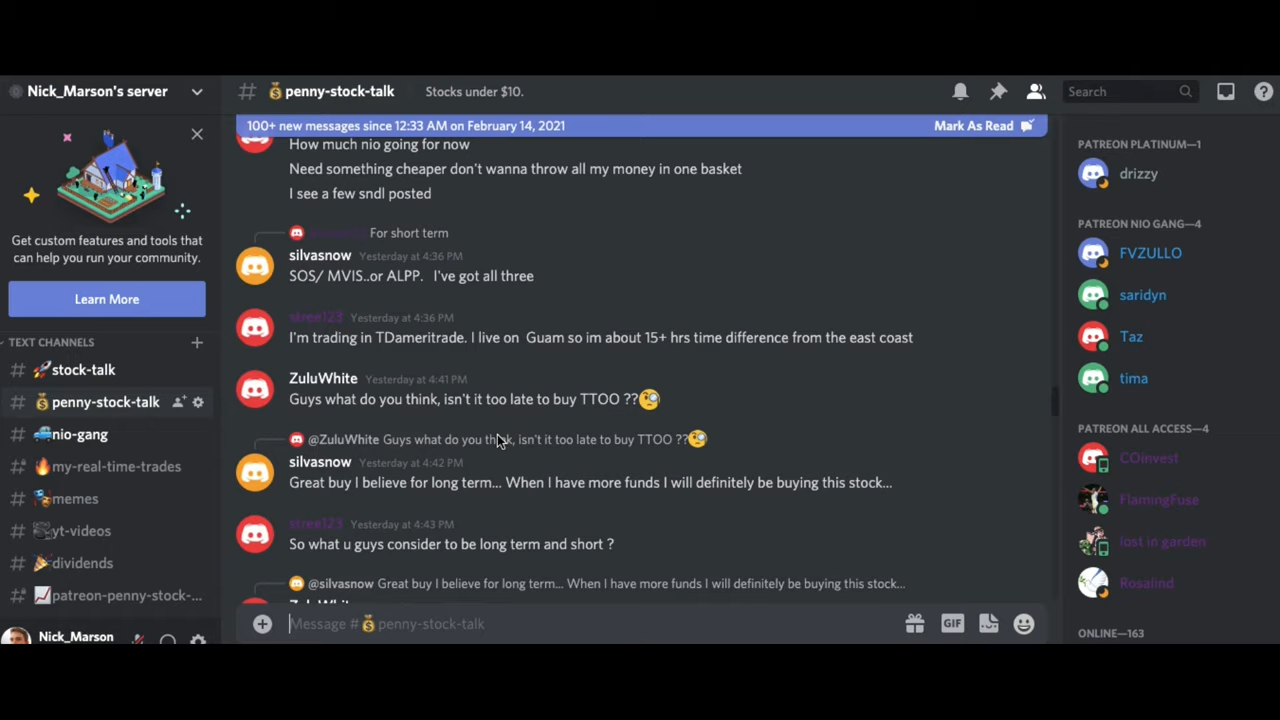 Nick_Marson's server
Get custom features and tools that
can help you run your community.
Learn More
TEXT CHANNELS
# 🚀stock-talk
# 💰penny-stock-talk
# 🚙nio-gang
# 🔥my-real-time-trades
# memes
# yt-videos
# 🎉dividends
# 📈patreon-penny-stock-...
Nick_Marson
# 💰penny-stock-talk Stocks under $10.
Search
100+ new messages since 12:33 AM on February 14, 2021 Mark As Read
How much nio going for now
Need something cheaper don't wanna throw all my money in one basket
I see a few sndl posted
For short term
silvasnow Yesterday at 4:36 PM
SOS/ MVIS..or ALPP. I've got all three
stree123 Yesterday at 4:36 PM
I'm trading in TDameritrade. I live on Guam so im about 15+ hrs time difference from the east coast
ZuluWhite Yesterday at 4:41 PM
Guys what do you think, isn't it too late to buy TTOO ??🧐
@ZuluWhite Guys what do you think, isn't it too late to buy TTOO ??🧐
silvasnow Yesterday at 4:42 PM
Great buy I believe for long term... When I have more funds I will definitely be buying this stock...
stree123 Yesterday at 4:43 PM
So what u guys consider to be long term and short ?
@silvasnow Great buy I believe for long term... When I have more funds I will definitely be buying this stock...
Message #💰penny-stock-talk
GIF
PATREON PLATINUM—1
drizzy
PATREON NIO GANG—4
FVZULLO
saridyn
Taz
tima
PATREON ALL ACCESS—4
COinvest
FlamingFuse
lost in garden
Rosalind
ONLINE—163